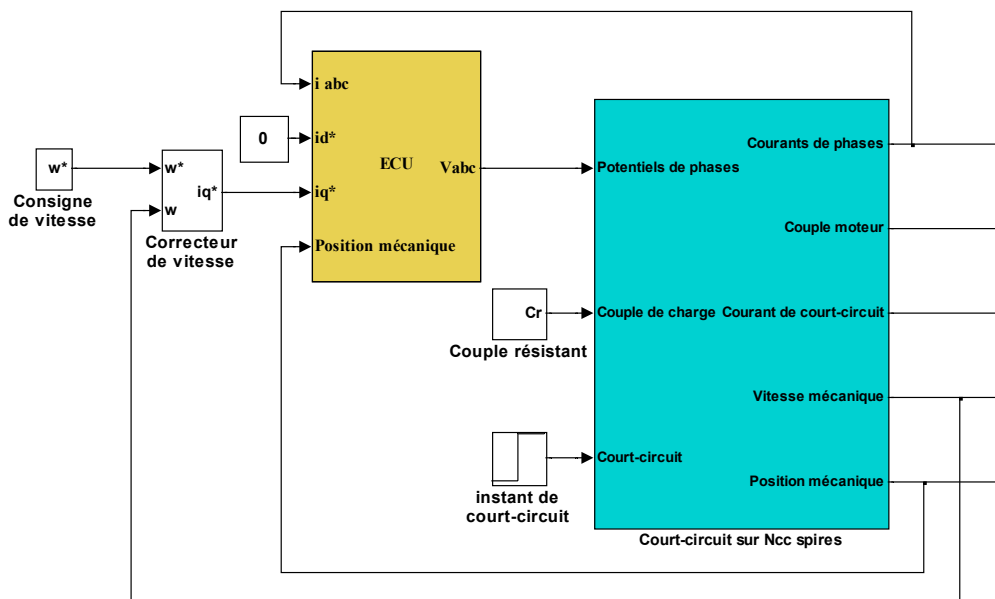 i abc
0
id*
ECU
Vabc
w*
Consigne
de vitesse
w*
iq*
w
Correcteur
de vitesse
iq*
Position mécanique
Potentiels de phases
Courants de phases
Couple moteur
Cr
Couple résistant
Couple de charge
Courant de court-circuit
Vitesse mécanique
instant de
court-circuit
Court-circuit
Position mécanique
Court-circuit sur Ncc spires